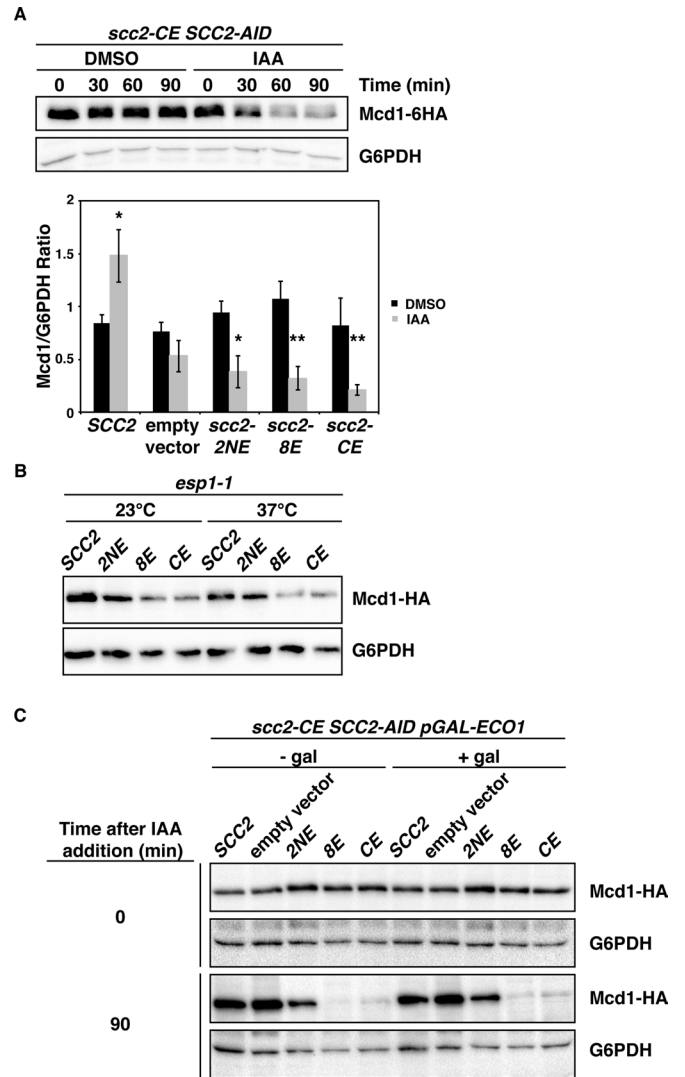 A
scc2-CE SCC2-AID
DMSO IAA
0 30 60 90 0 30 60 90 Time (min)
Mcd1-6HA
G6PDH
Mcd1/G6PDH Ratio
2
1.5
1
0.5
0
*
*
**
**
DMSO
IAA
SCC2
empty vector
scc2-2NE
scc2-8E
scc2-CE
B
esp1-1
23°C 37°C
SCC2 2NE 8E CE SCC2 2NE 8E CE
Mcd1-HA
G6PDH
C
scc2-CE SCC2-AID pGAL-ECO1
- gal + gal
SCC2 empty vector 2NE 8E CE SCC2 empty vector 2NE 8E CE
Time after IAA
addition (min)
0
Mcd1-HA
G6PDH
90
Mcd1-HA
G6PDH